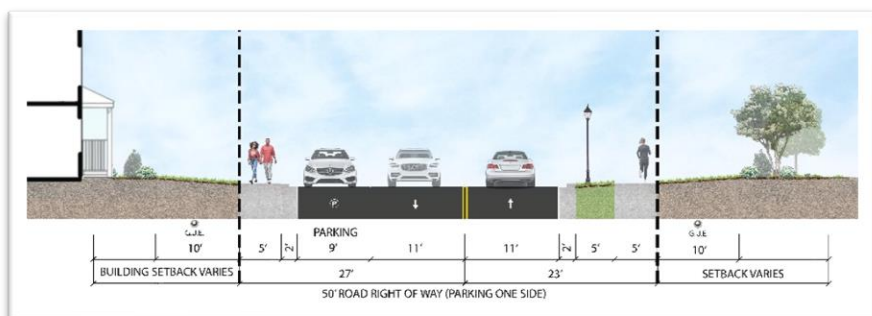 PARKING
10' 5' 2' 9' 11' 11' 2' 5' 5' 10'
BUILDING SETBACK VARIES 27' 23' SETBACK VARIES
50' ROAD RIGHT OF WAY (PARKING ONE SIDE)